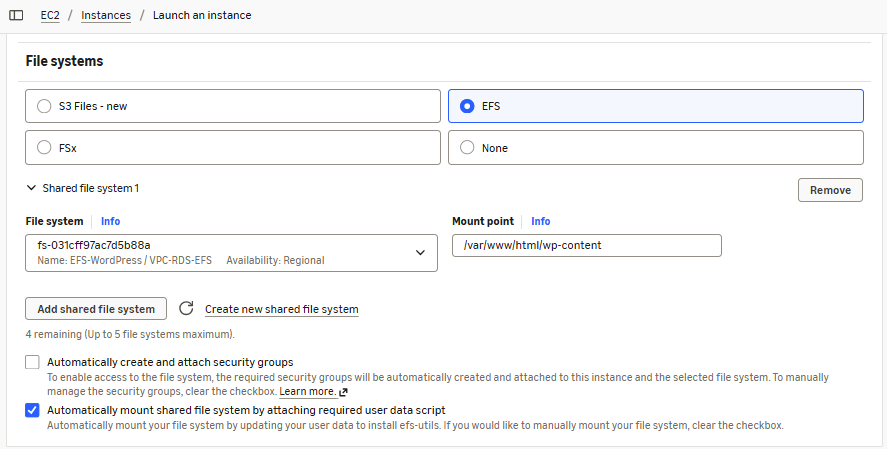 EC2 / Instances / Launch an instance
File systems
S3 Files - new
EFS
FSx
None
Shared file system 1
Remove
File system Info
Mount point Info
fs-031cff97ac7d5b88a
Name: EFS-WordPress / VPC-RDS-EFS Availability: Regional
/var/www/html/wp-content
Add shared file system Create new shared file system
4 remaining (Up to 5 file systems maximum).
Automatically create and attach security groups
To enable access to the file system, the required security groups will be automatically created and attached to this instance and the selected file system. To manually
manage the security groups, clear the checkbox. Learn more.
Automatically mount shared file system by attaching required user data script
Automatically mount your file system by updating your user data to install efs-utils. If you would like to manually mount your file system, clear the checkbox.